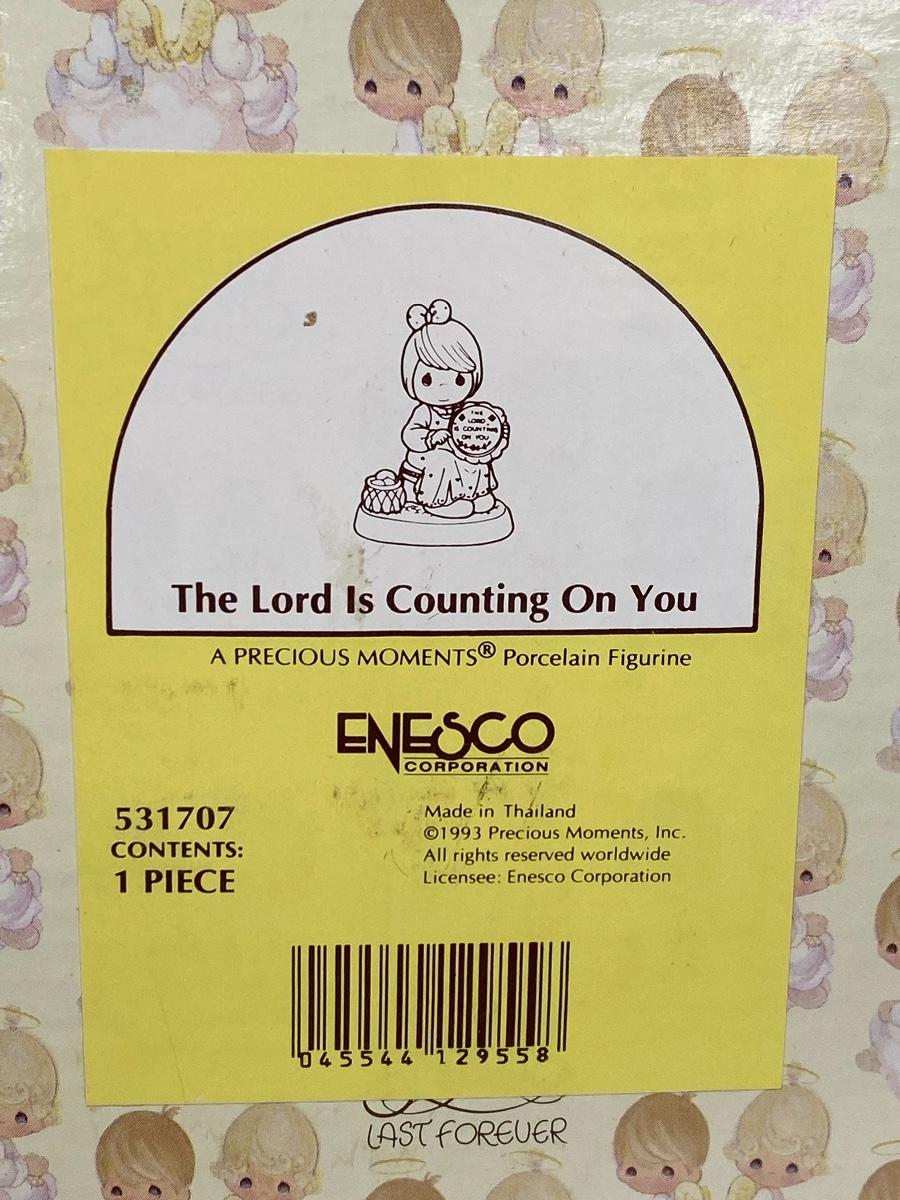 THE
LORD
IS COUNTING
ON YOU
The Lord Is Counting On You
A PRECIOUS MOMENTS® Porcelain Figurine
ENESCO
CORPORATION
531707
CONTENTS:
1 PIECE
Made in Thailand
©1993 Precious Moments, Inc.
All rights reserved worldwide
Licensee: Enesco Corporation
045544 129558
LAST FOREVER